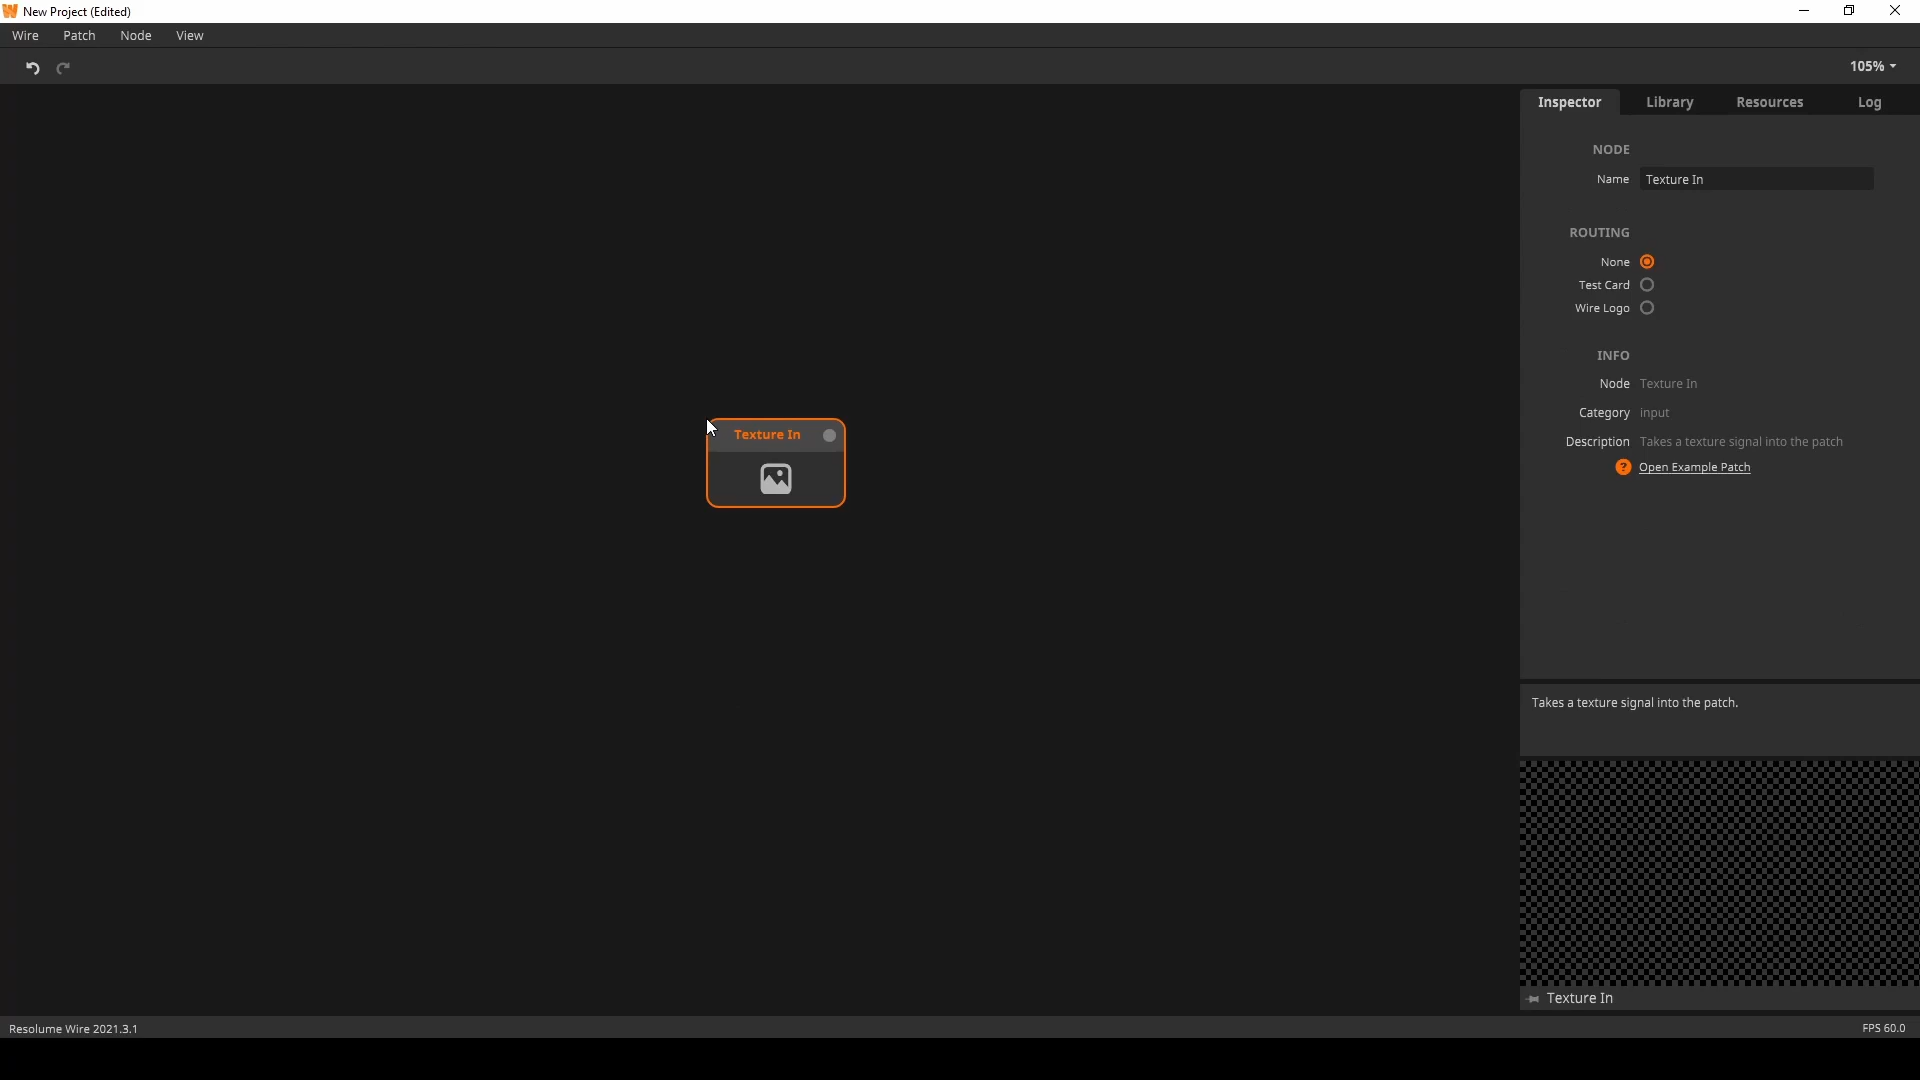 New Project (Edited)
Wire Patch Node View
105%
Inspector Library Resources Log
NODE
Name Texture In
ROUTING
None
Test Card
Wire Logo
INFO
Node Texture In
Category input
Description Takes a texture signal into the patch
? Open Example Patch
Texture In
Takes a texture signal into the patch.
Texture In
Resolume Wire 2021.3.1
FPS 60.0